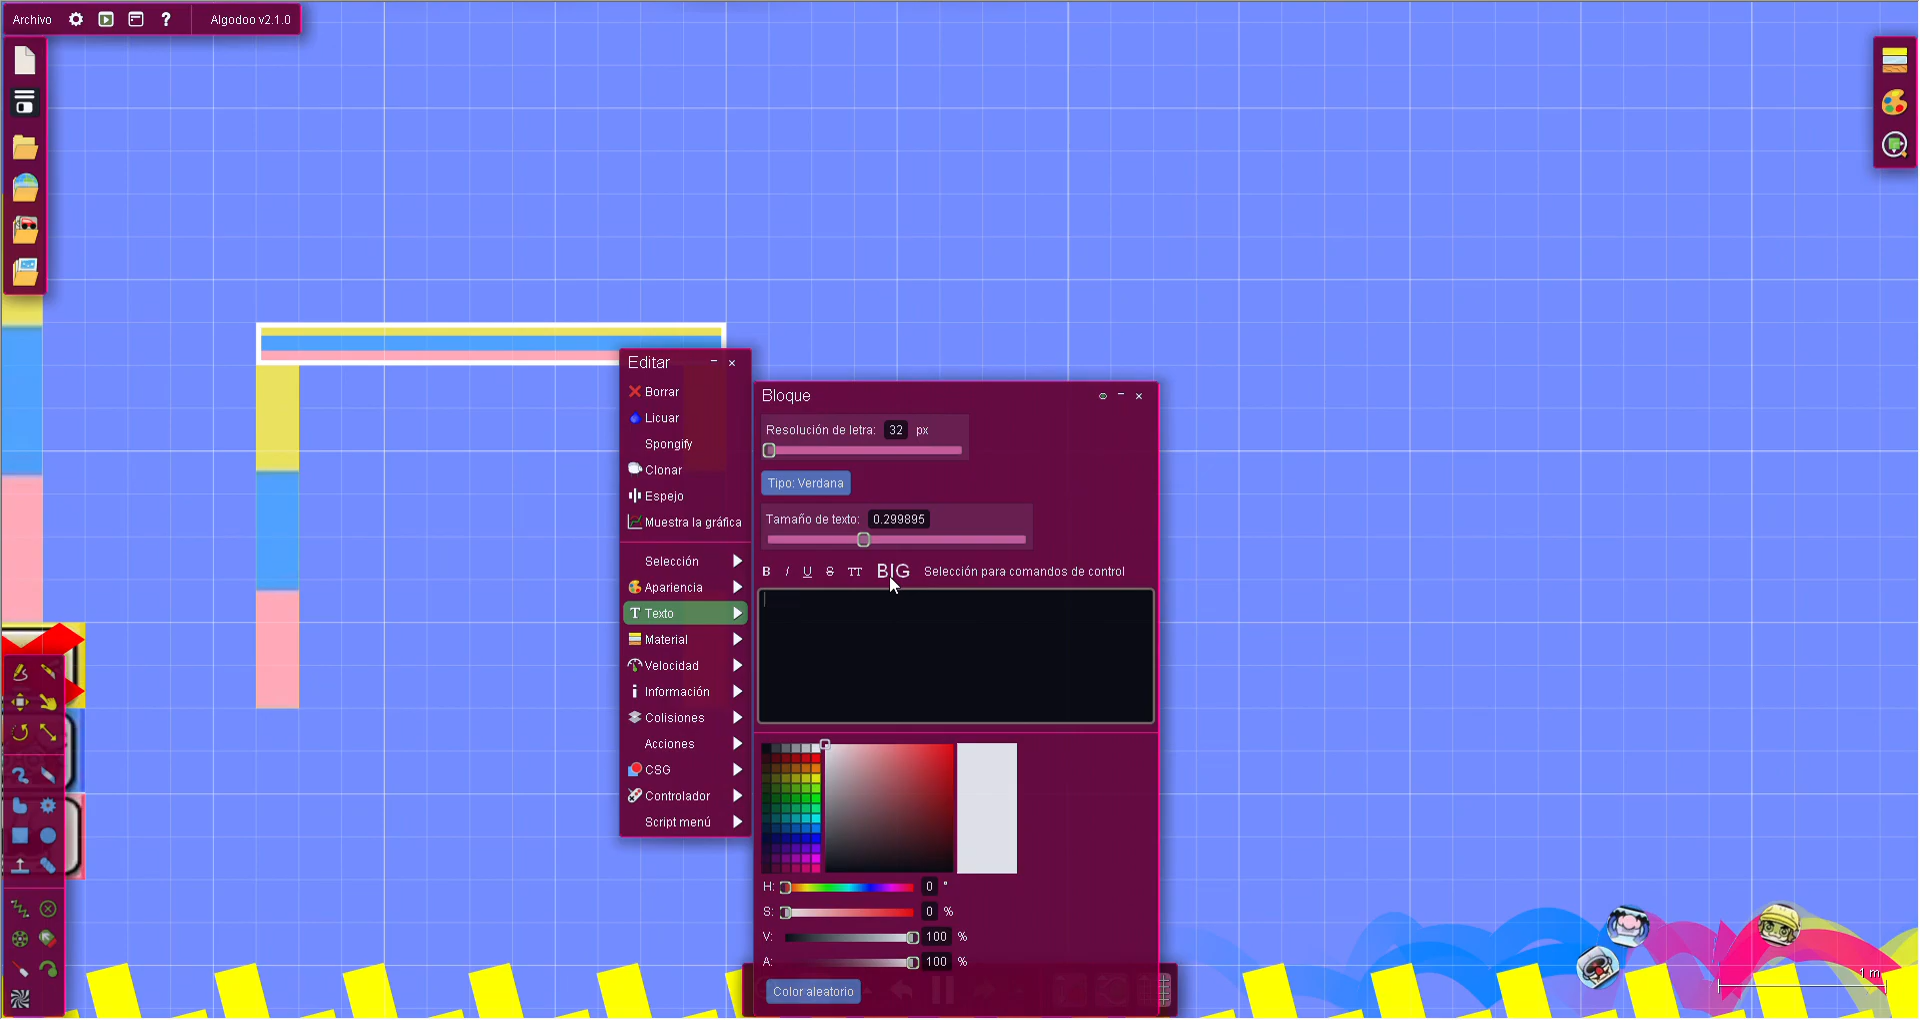 Archivo
Algodoo v2.1.0
Editar
Borrar
Licuar
Spongify
Clonar
Espejo
Muestra la gráfica
Selección
Apariencia
Texto
Material
Velocidad
Información
Colisiones
Acciones
CSG
Controlador
Script menú
Bloque
Resolución de letra: 32 px
Tipo: Verdana
Tamaño de texto: 0.299895
B I U S TT BIG Selección para comandos de control
H: 0 °
S: 0 %
V: 100 %
A: 100 %
Color aleatorio
1 m